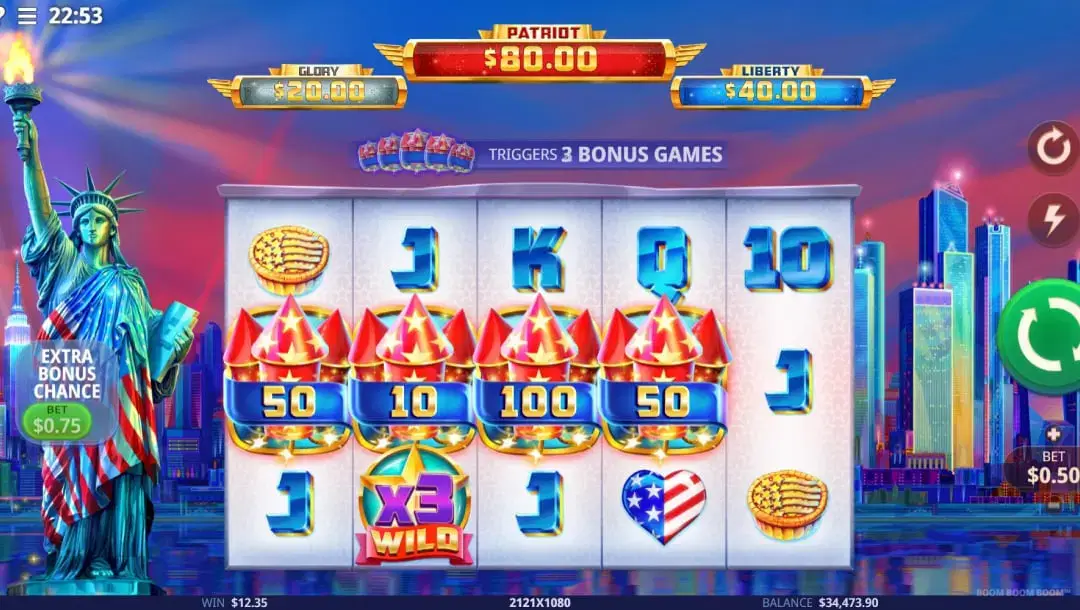 22:53
PATRIOT
$80.00
GLORY
$20.00
LIBERTY
$40.00
TRIGGERS 3 BONUS GAMES
J K Q 10
50 10 100 50
J
EXTRA
BONUS
CHANCE
BET
$0.75
BET
$0.50
J X3 J
WILD
WIN $12.35 2121X1080 BALANCE $34,473.90
BOOM BOOM BOOM™